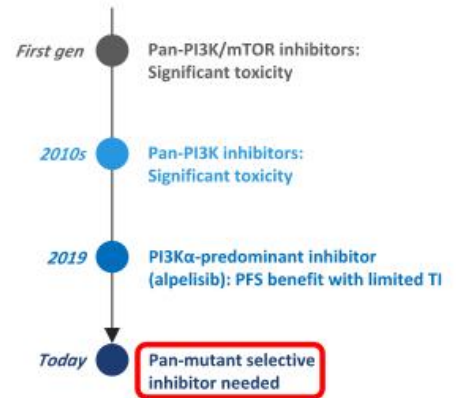 First gen
Pan-PI3K/mTOR inhibitors:
Significant toxicity
2010s
Pan-PI3K inhibitors:
Significant toxicity
2019
PI3Kα-predominant inhibitor
(alpelisib): PFS benefit with limited TI
Today
Pan-mutant selective
inhibitor needed